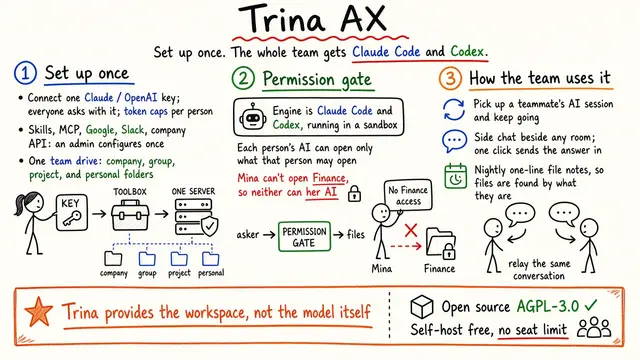 Trina AX
Set up once. The whole team gets Claude Code and Codex.
1 Set up once
• Connect one Claude / OpenAI key;
everyone asks with it; token caps per person
• Skills, MCP, Google, Slack, company
API: an admin configures once
• One team drive: company, group,
project, and personal folders
KEY
TOOLBOX
ONE SERVER
company
group
project
personal
2 Permission gate
Engine is Claude Code and
Codex, running in a sandbox
Each person's AI can open only
what that person may open
Mina can't open Finance,
so neither can her AI
asker
PERMISSION
GATE
files
No Finance
access
Mina
Finance
3 How the team uses it
Pick up a teammate's AI session
and keep going
Side chat beside any room;
one click sends the answer in
Nightly one-line file notes, so
files are found by what
they are
relay the same
conversation
Trina provides the workspace, not the model itself
Open source AGPL-3.0 ✓
Self-host free, no seat limit